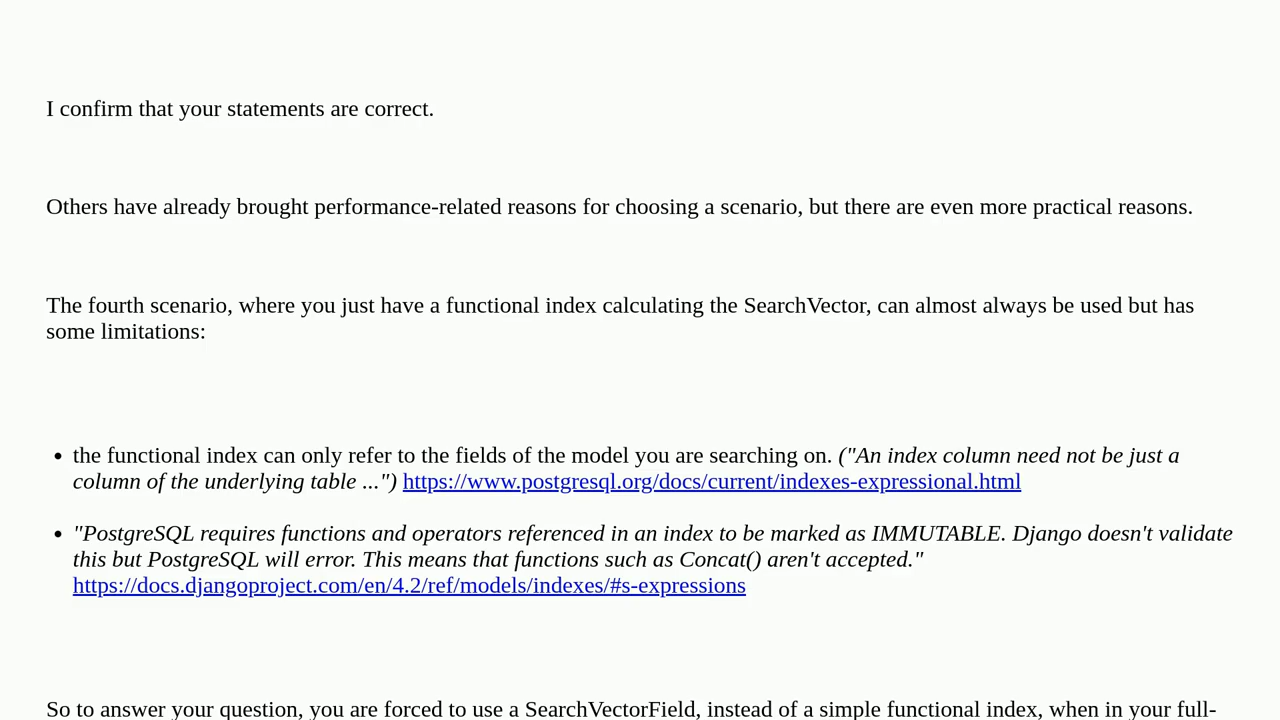 I confirm that your statements are correct.
Others have already brought performance-related reasons for choosing a scenario, but there are even more practical reasons.
The fourth scenario, where you just have a functional index calculating the SearchVector, can almost always be used but has
some limitations:
• the functional index can only refer to the fields of the model you are searching on. ("An index column need not be just a
column of the underlying table ...") https://www.postgresql.org/docs/current/indexes-expressional.html
• "PostgreSQL requires functions and operators referenced in an index to be marked as IMMUTABLE. Django doesn't validate
this but PostgreSQL will error. This means that functions such as Concat() aren't accepted."
https://docs.djangoproject.com/en/4.2/ref/models/indexes/#s-expressions
So to answer your question, you are forced to use a SearchVectorField, instead of a simple functional index, when in your full-